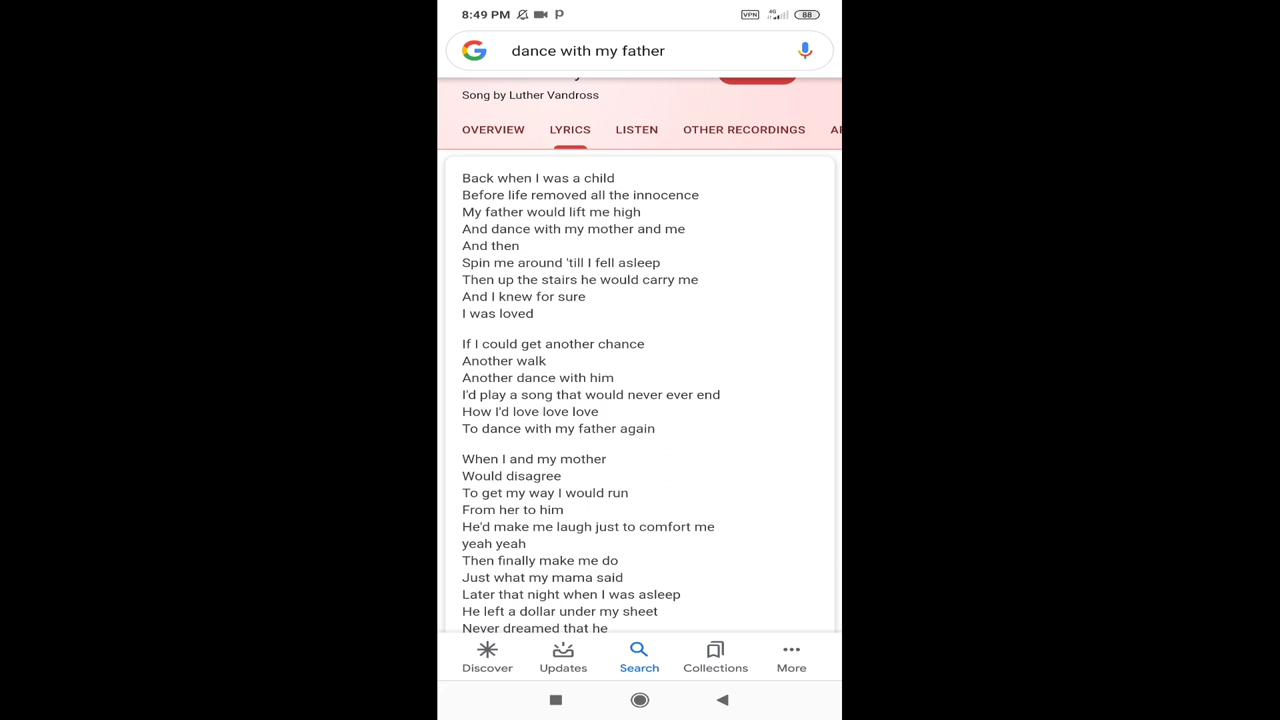 8:49 PM
VPN 4G 88
dance with my father
Song by Luther Vandross
OVERVIEW LYRICS LISTEN OTHER RECORDINGS
Back when I was a child
Before life removed all the innocence
My father would lift me high
And dance with my mother and me
And then
Spin me around 'till I fell asleep
Then up the stairs he would carry me
And I knew for sure
I was loved
If I could get another chance
Another walk
Another dance with him
I'd play a song that would never ever end
How I'd love love love
To dance with my father again
When I and my mother
Would disagree
To get my way I would run
From her to him
He'd make me laugh just to comfort me
yeah yeah
Then finally make me do
Just what my mama said
Later that night when I was asleep
He left a dollar under my sheet
Never dreamed that he
Discover Updates Search Collections More